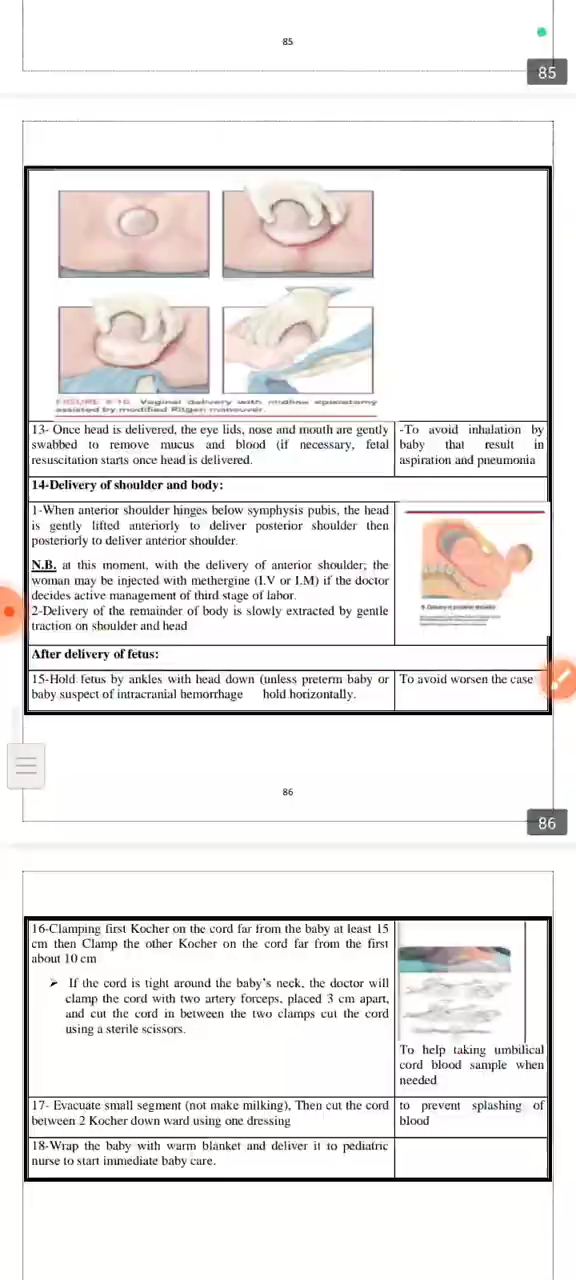 85
85
FIGURE 8-10 Vaginal delivery with midline episiotomy
assisted by modified Ritgen maneuver.
13- Once head is delivered, the eye lids, nose and mouth are gently
swabbed to remove mucus and blood (if necessary, fetal
resuscitation starts once head is delivered.
-To avoid inhalation by
baby that result in
aspiration and pneumonia
14-Delivery of shoulder and body:
1-When anterior shoulder hinges below symphysis pubis, the head
is gently lifted anteriorly to deliver posterior shoulder then
posteriorly to deliver anterior shoulder.
N.B. at this moment, with the delivery of anterior shoulder; the
woman may be injected with methergine (I.V or I.M) if the doctor
decides active management of third stage of labor.
2-Delivery of the remainder of body is slowly extracted by gentle
traction on shoulder and head
After delivery of fetus:
15-Hold fetus by ankles with head down (unless preterm baby or
baby suspect of intracranial hemorrhage hold horizontally.
To avoid worsen the case
86
86
16-Clamping first Kocher on the cord far from the baby at least 15
cm then Clamp the other Kocher on the cord far from the first
about 10 cm
➢ If the cord is tight around the baby's neck, the doctor will
clamp the cord with two artery forceps, placed 3 cm apart,
and cut the cord in between the two clamps cut the cord
using a sterile scissors.
To help taking umbilical
cord blood sample when
needed
17- Evacuate small segment (not make milking), Then cut the cord
between 2 Kocher down ward using one dressing
to prevent splashing of
blood
18-Wrap the baby with warm blanket and deliver it to pediatric
nurse to start immediate baby care.